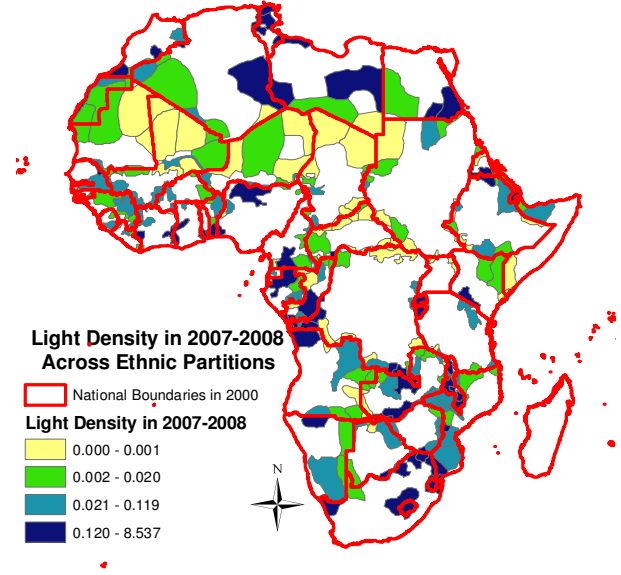 Light Density in 2007-2008
Across Ethnic Partitions
National Boundaries in 2000
Light Density in 2007-2008
0.000 - 0.001
0.002 - 0.020
0.021 - 0.119
0.120 - 8.537
N